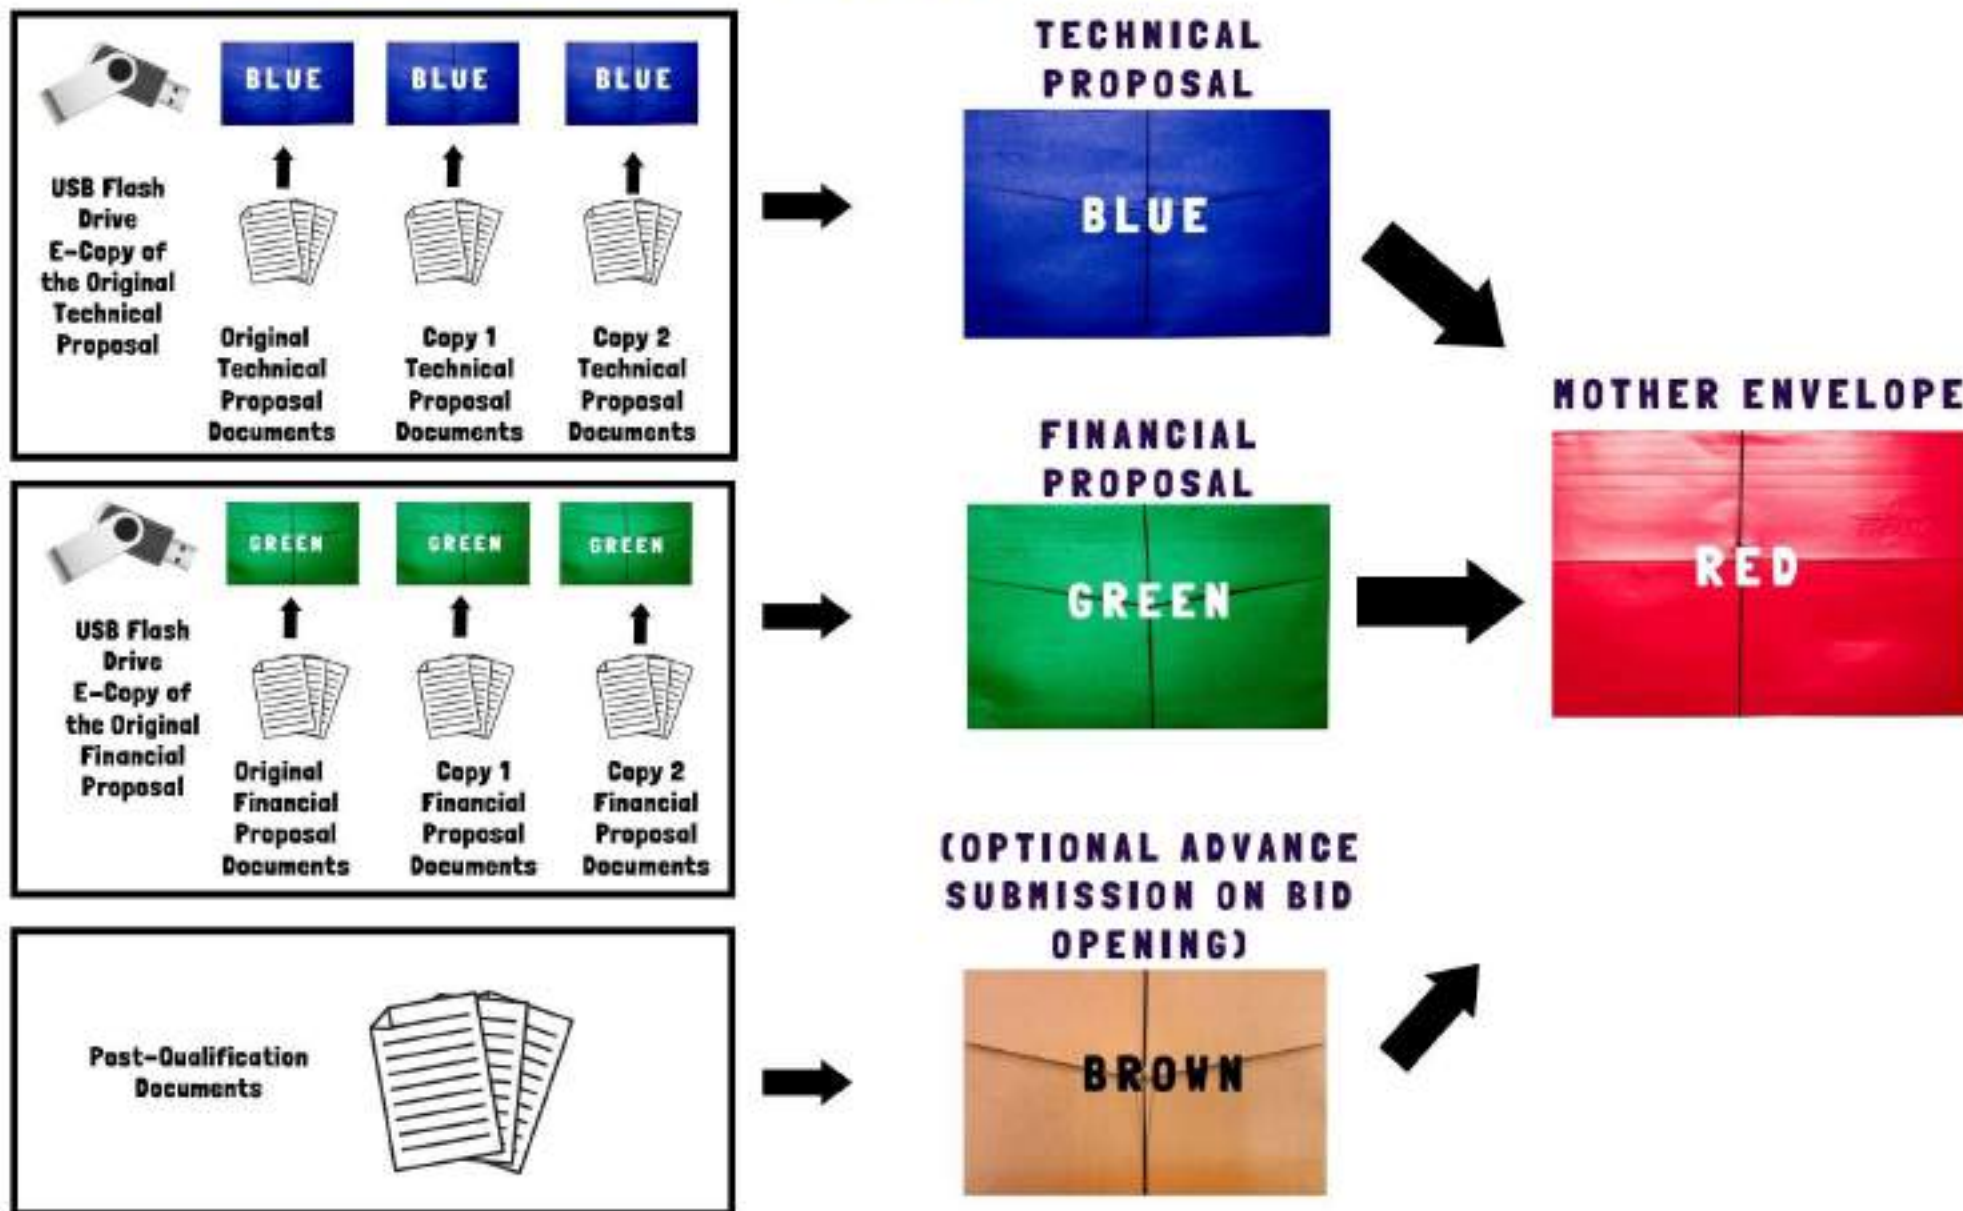 BLUE
BLUE
BLUE
USB Flash
Drive
E-Copy of
the Original
Technical
Proposal
Original
Technical
Proposal
Documents
Copy 1
Technical
Proposal
Documents
Copy 2
Technical
Proposal
Documents
TECHNICAL
PROPOSAL
BLUE
GREEN
GREEN
GREEN
USB Flash
Drive
E-Copy of
the Original
Financial
Proposal
Original
Financial
Proposal
Documents
Copy 1
Financial
Proposal
Documents
Copy 2
Financial
Proposal
Documents
FINANCIAL
PROPOSAL
GREEN
MOTHER ENVELOPE
RED
Post-Qualification
Documents
(OPTIONAL ADVANCE
SUBMISSION ON BID
OPENING)
BROWN